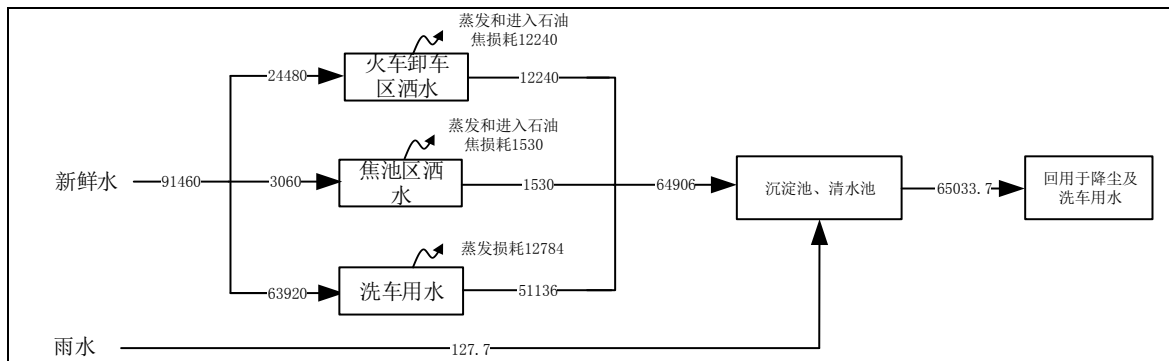 蒸发和进入石油
焦损耗12240
24480
火车卸车
区洒水
12240
蒸发和进入石油
焦损耗1530
新鲜水
91460
3060
焦池区洒
水
1530
64906
沉淀池、清水池
65033.7
回用于降尘及
洗车用水
蒸发损耗12784
63920
洗车用水
51136
雨水
127.7